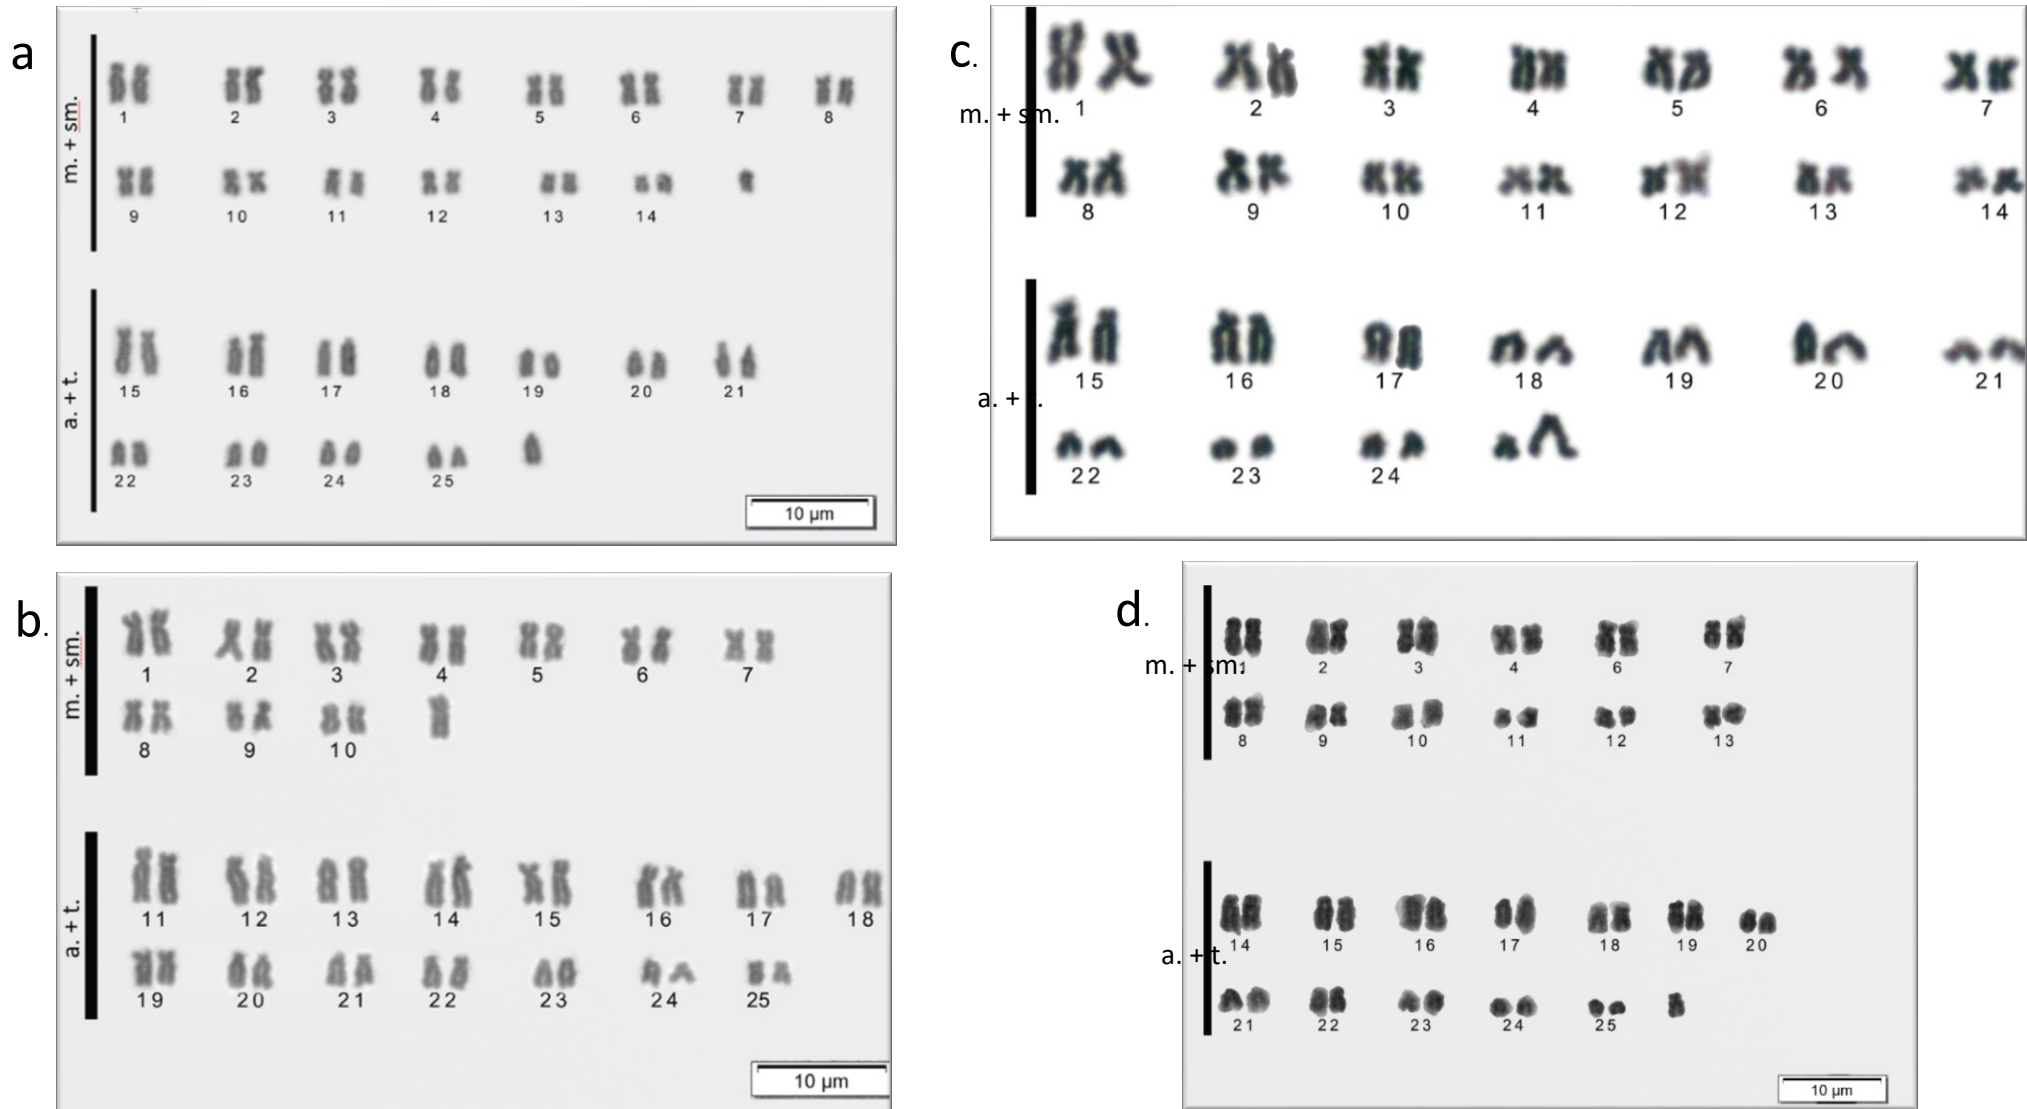 a
m. + sm.
1 2 3 4 5 6 7 8
9 10 11 12 13 14
a. + t.
15 16 17 18 19 20 21
22 23 24 25
10 µm
b.
m. + sm.
1 2 3 4 5 6 7
8 9 10
a. + t.
11 12 13 14 15 16 17 18
19 20 21 22 23 24 25
10 µm
c.
m. + sm.
1 2 3 4 5 6 7
8 9 10 11 12 13 14
a. + t.
15 16 17 18 19 20 21
22 23 24
d.
m. + sm.
1 2 3 4 6 7
8 9 10 11 12 13
a. + t.
14 15 16 17 18 19 20
21 22 23 24 25
10 µm